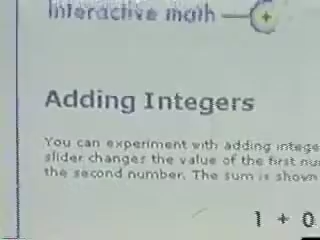 Interactive math
Adding Integers
You can experiment with adding intege
slider changes the value of the first nu
the second number. The sum is shown
1 + 0